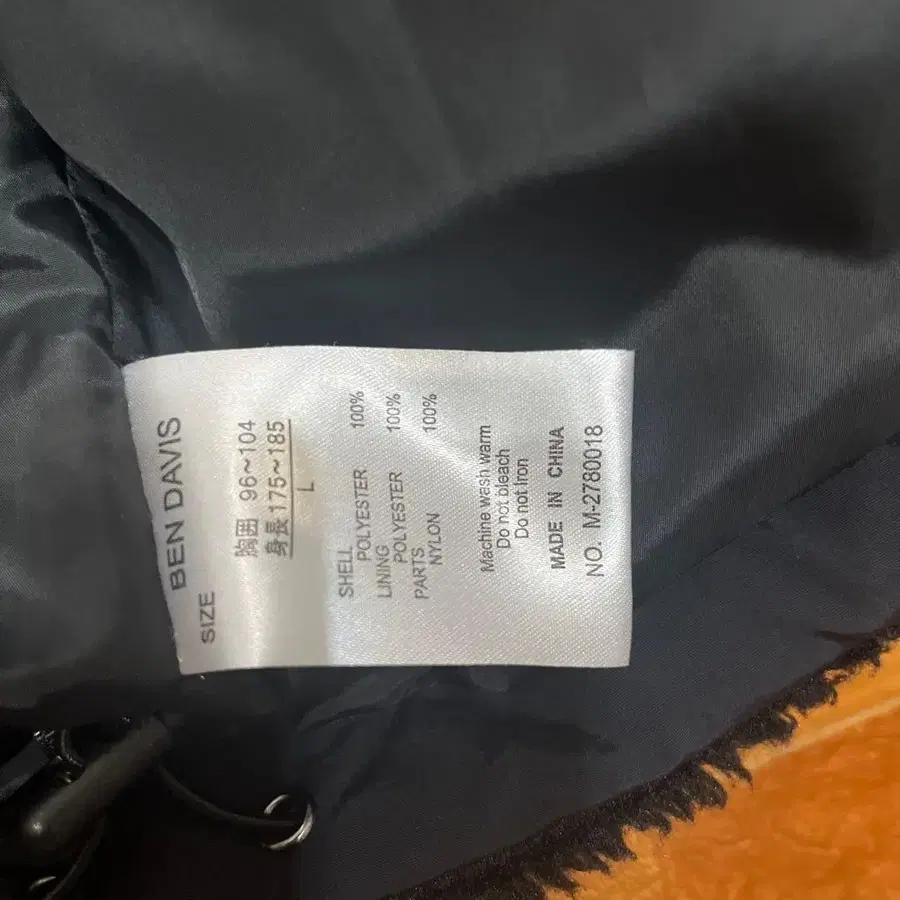 BEN DAVIS
SIZE
胸囲 96~104
身長 175~185
L
SHELL
POLYESTER 100%
LINING
POLYESTER 100%
PARTS
NYLON 100%
Machine wash warm
Do not bleach
Do not Iron
MADE IN CHINA
NO. M-2780018